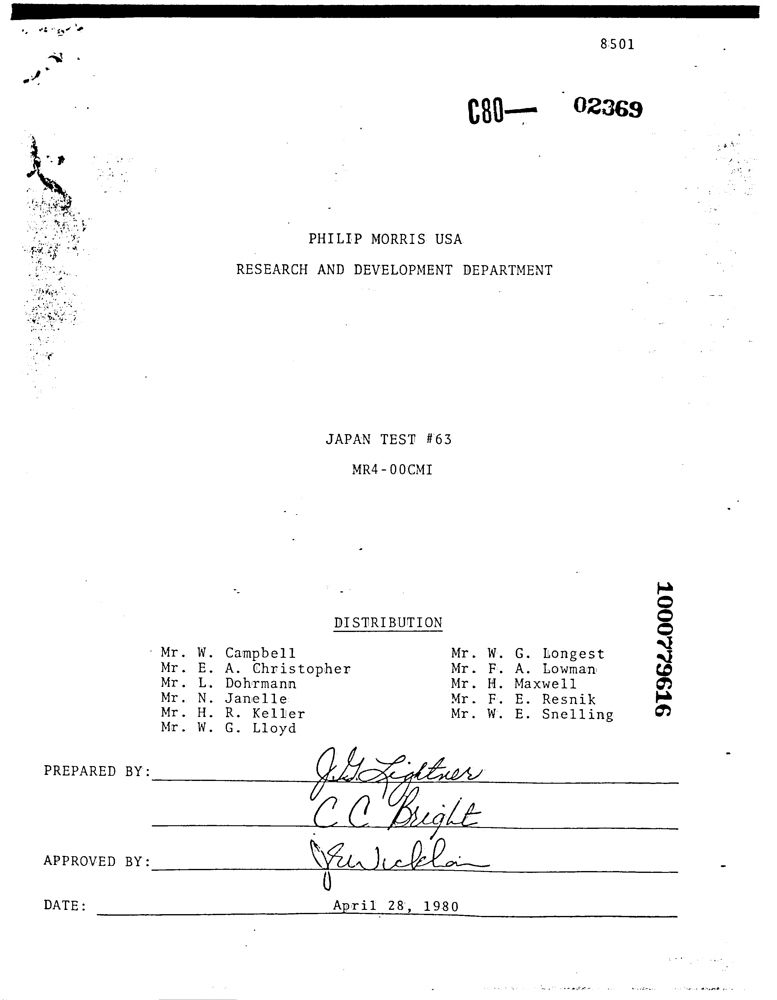 8501
C80— 02369
PHILIP MORRIS USA
RESEARCH AND DEVELOPMENT DEPARTMENT
JAPAN TEST #63
MR4-00CMI
DISTRIBUTION
Mr. W. Campbell
Mr. E. A. Christopher
Mr. L. Dohrmann
Mr. N. Janelle
Mr. H. R. Keller
Mr. W. G. Lloyd
Mr. W. G. Longest
Mr. F. A. Lowman
Mr. H. Maxwell
Mr. F. E. Resnik
Mr. W. E. Snelling
1000779616
PREPARED BY: J. G. Lightner
C C Bright
APPROVED BY:
DATE: April 28, 1980